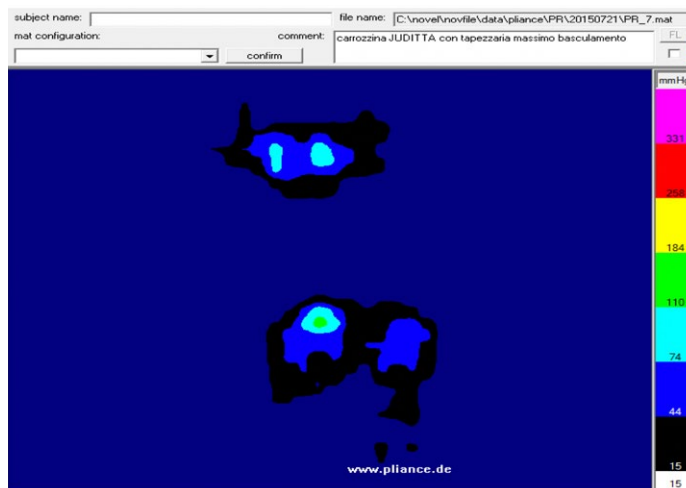 subject name:
file name: C:\novel\novfile\data\pliance\PR\20150721\PR_7.mat
mat configuration:
comment: carrozzina JUDITTA con tapezzaria massimo basculamento
FL
confirm
mmHg
331
258
184
110
74
44
15
15
www.pliance.de